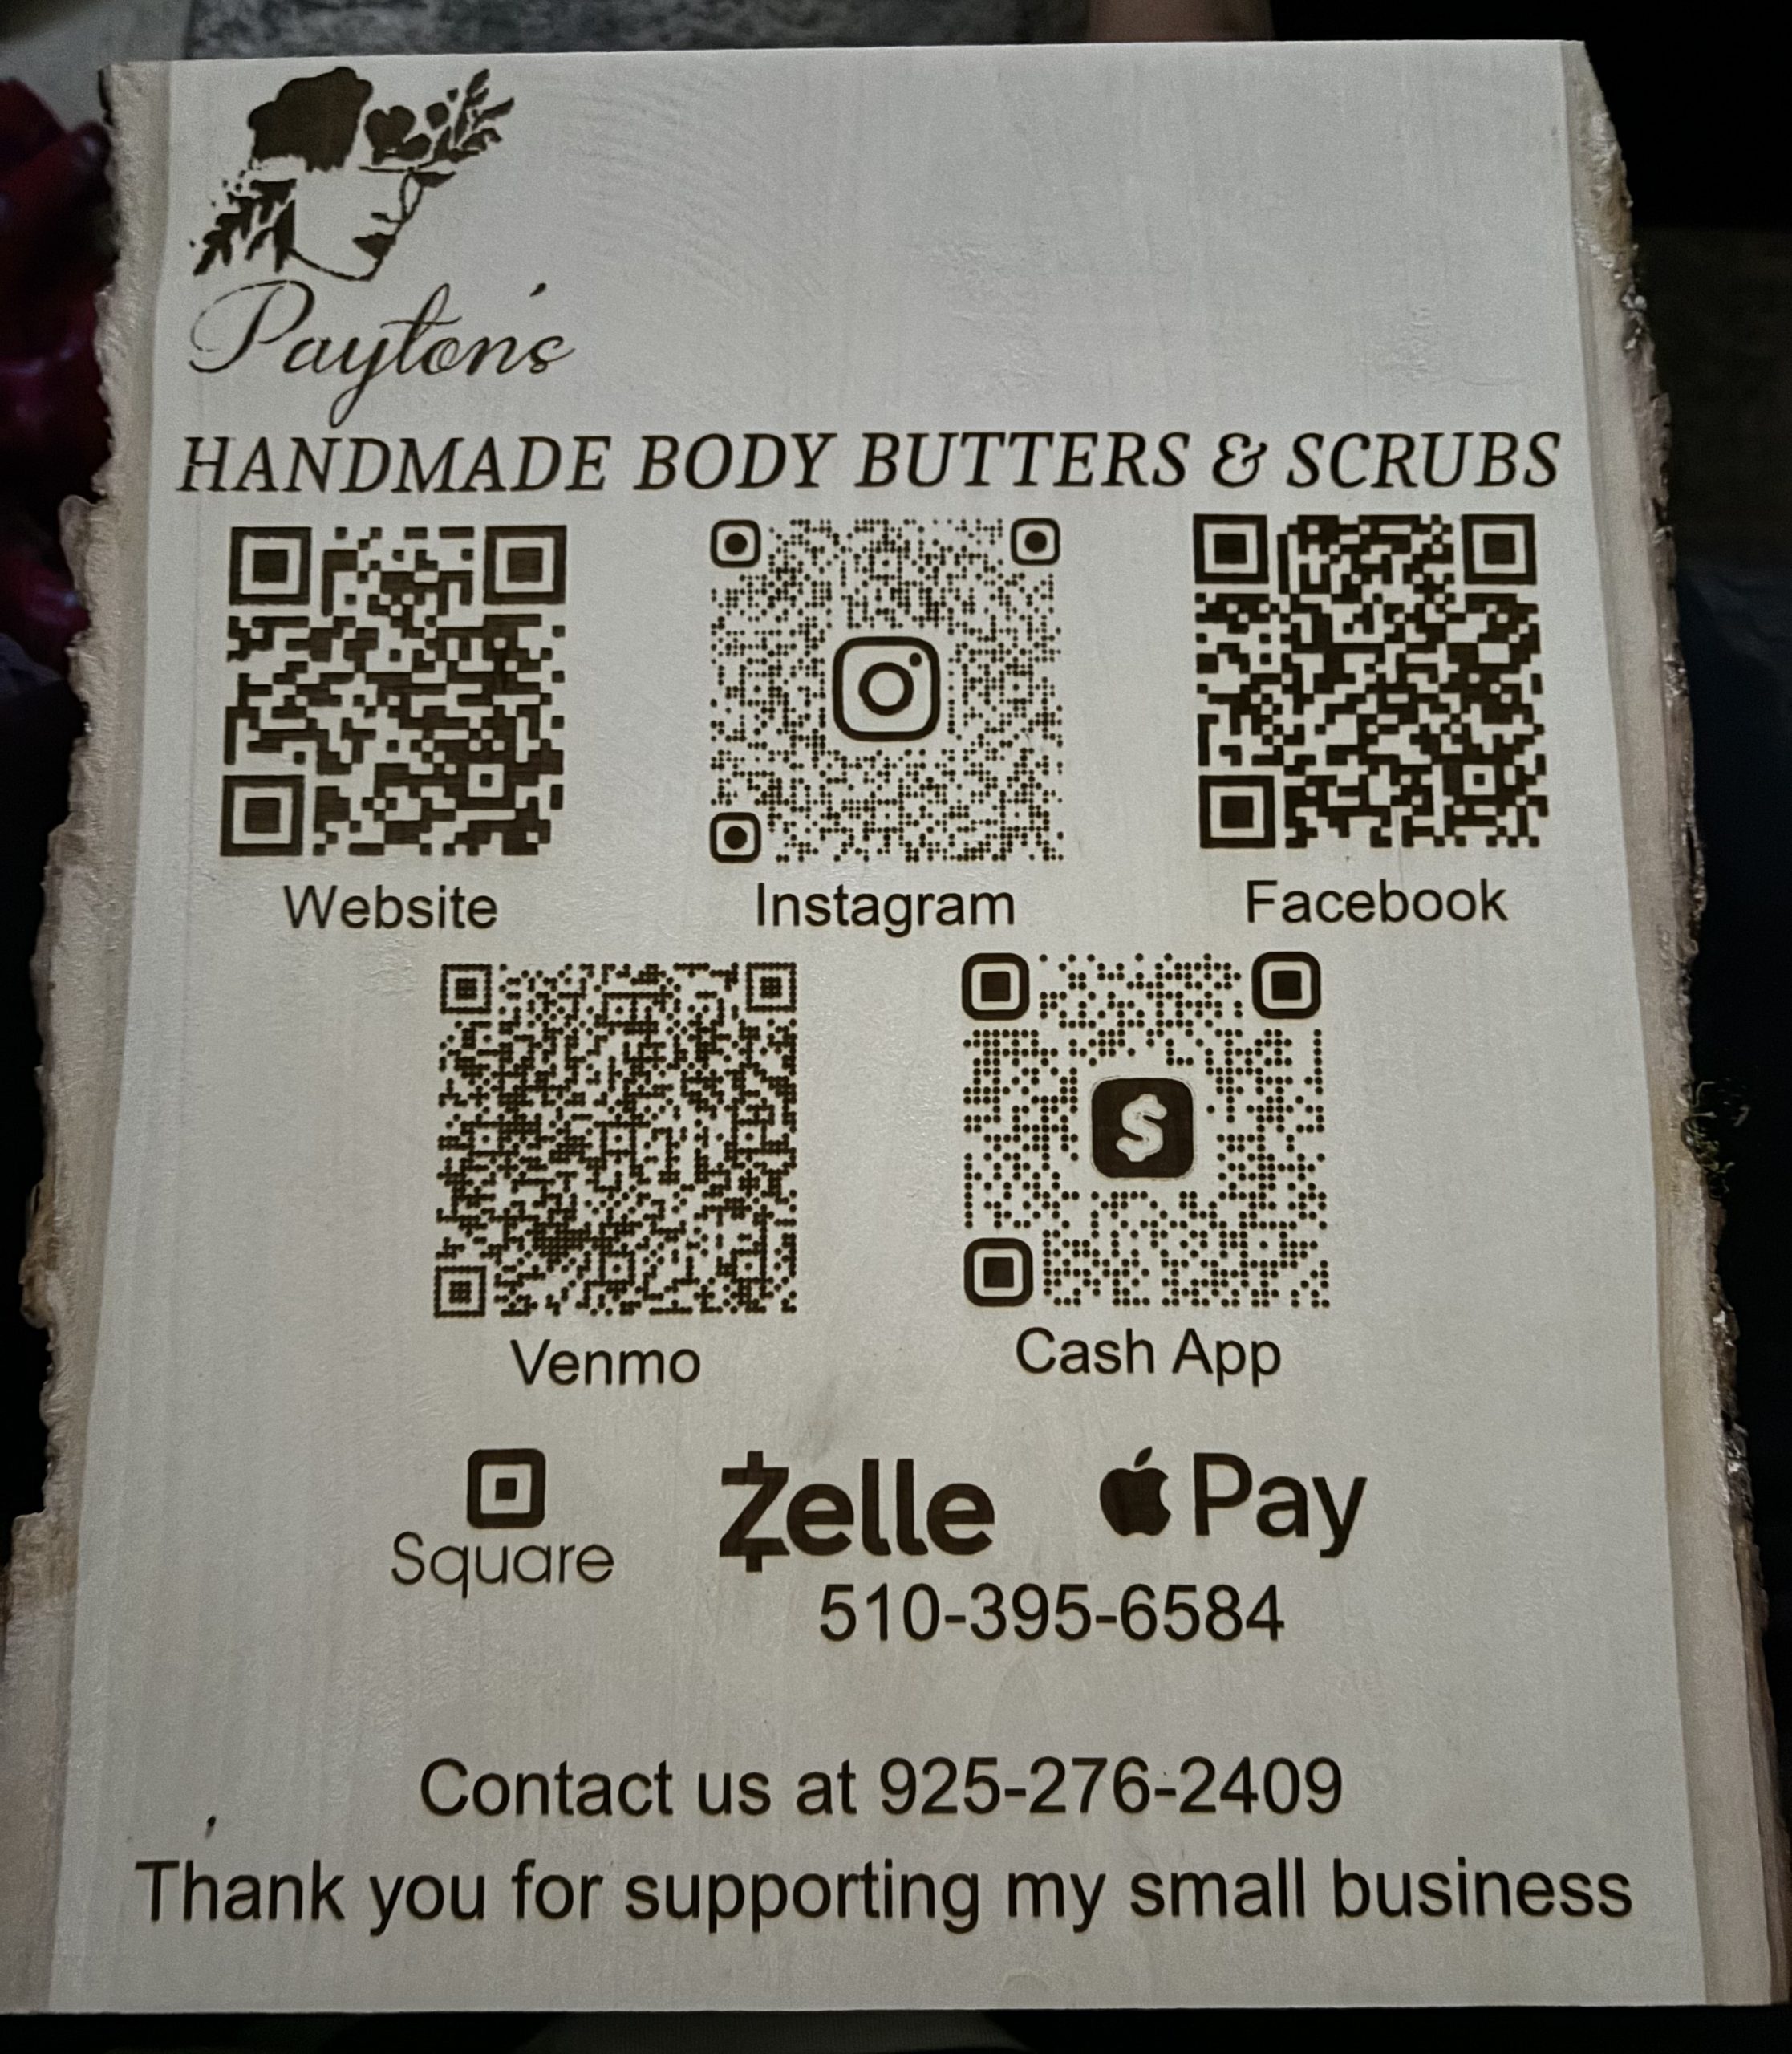 Payton's
HANDMADE BODY BUTTERS & SCRUBS
Website Instagram Facebook
Venmo Cash App
Square Zelle Pay
510-395-6584
Contact us at 925-276-2409
Thank you for supporting my small business